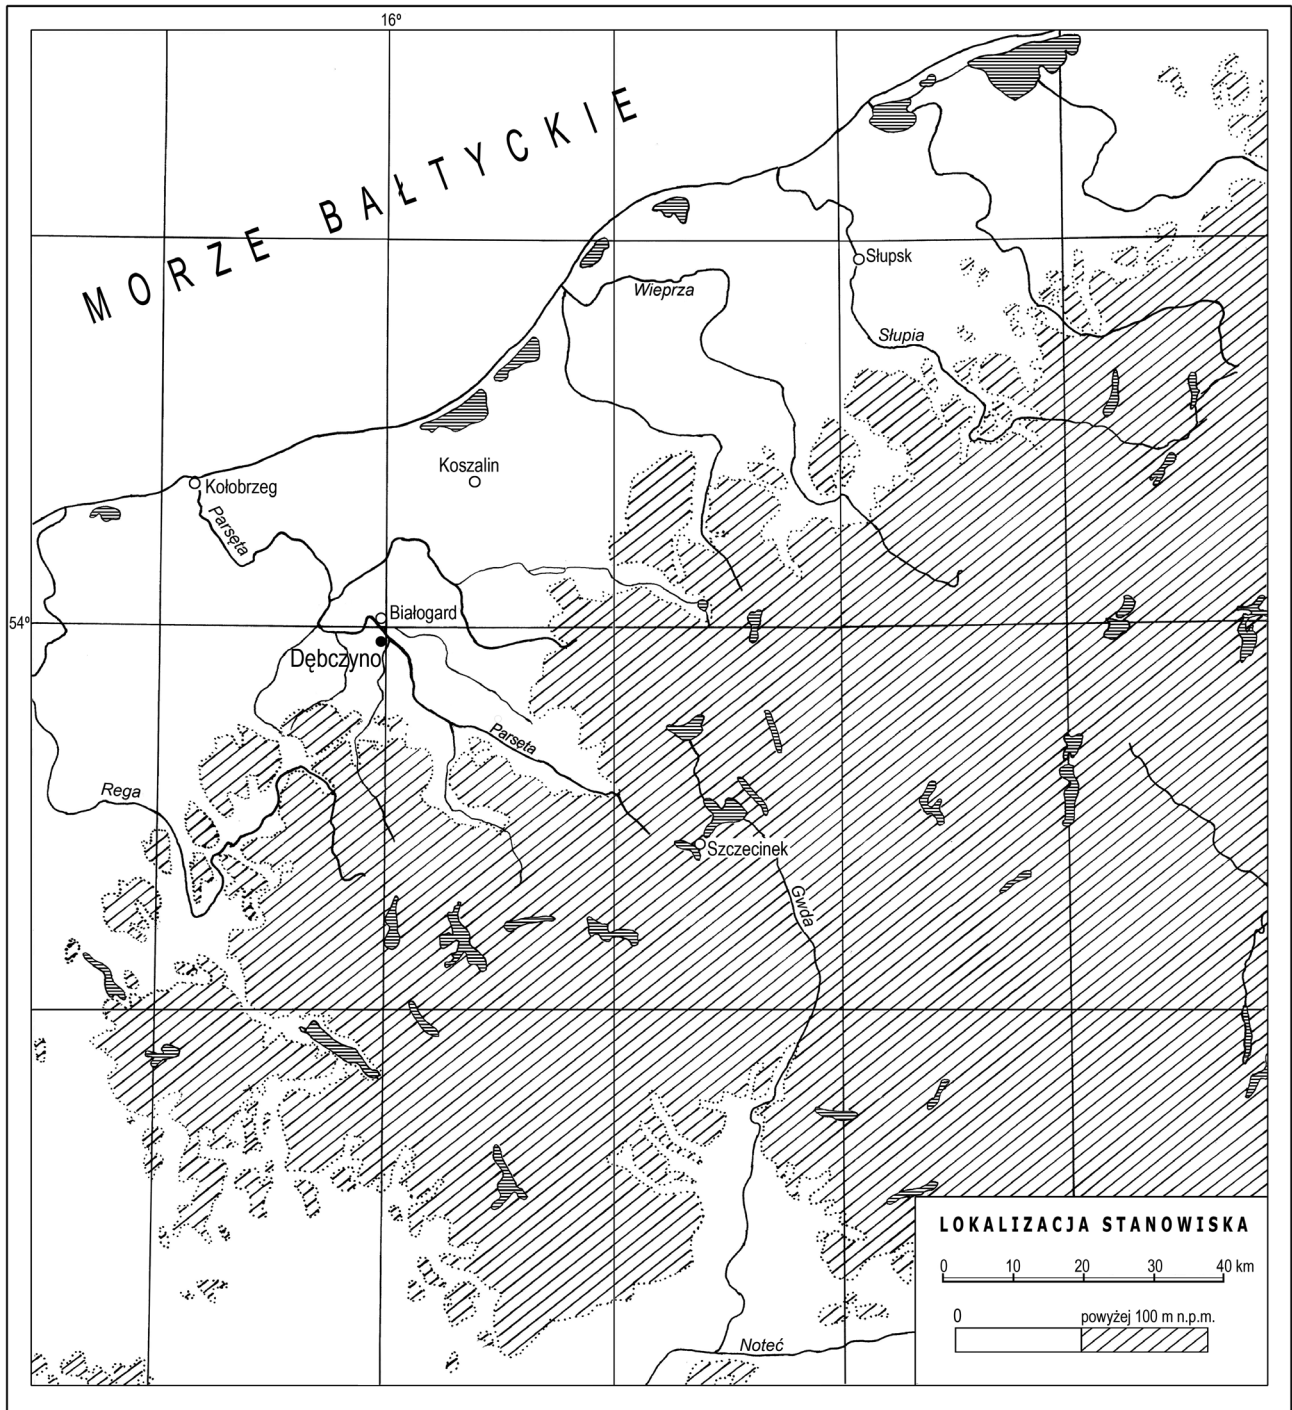 16º
MORZE BAŁTYCKIE
Słupsk
Wieprza
Słupia
Koszalin
Kołobrzeg
Parsęta
54º
Białogard
Dębczyno
Parsęta
Rega
Szczecinek
Gwda
LOKALIZACJA STANOWISKA
0 10 20 30 40 km
0 powyżej 100 m n.p.m.
Noteć